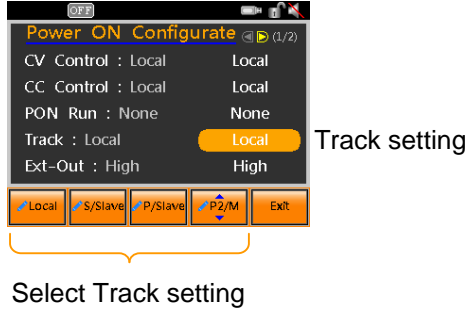 OFF
Power ON Configurate (1/2)
CV Control : Local Local
CC Control : Local Local
PON Run : None None
Track : Local Local Track setting
Ext-Out : High High
Local S/Slave P/Slave P2/M Exit
Select Track setting